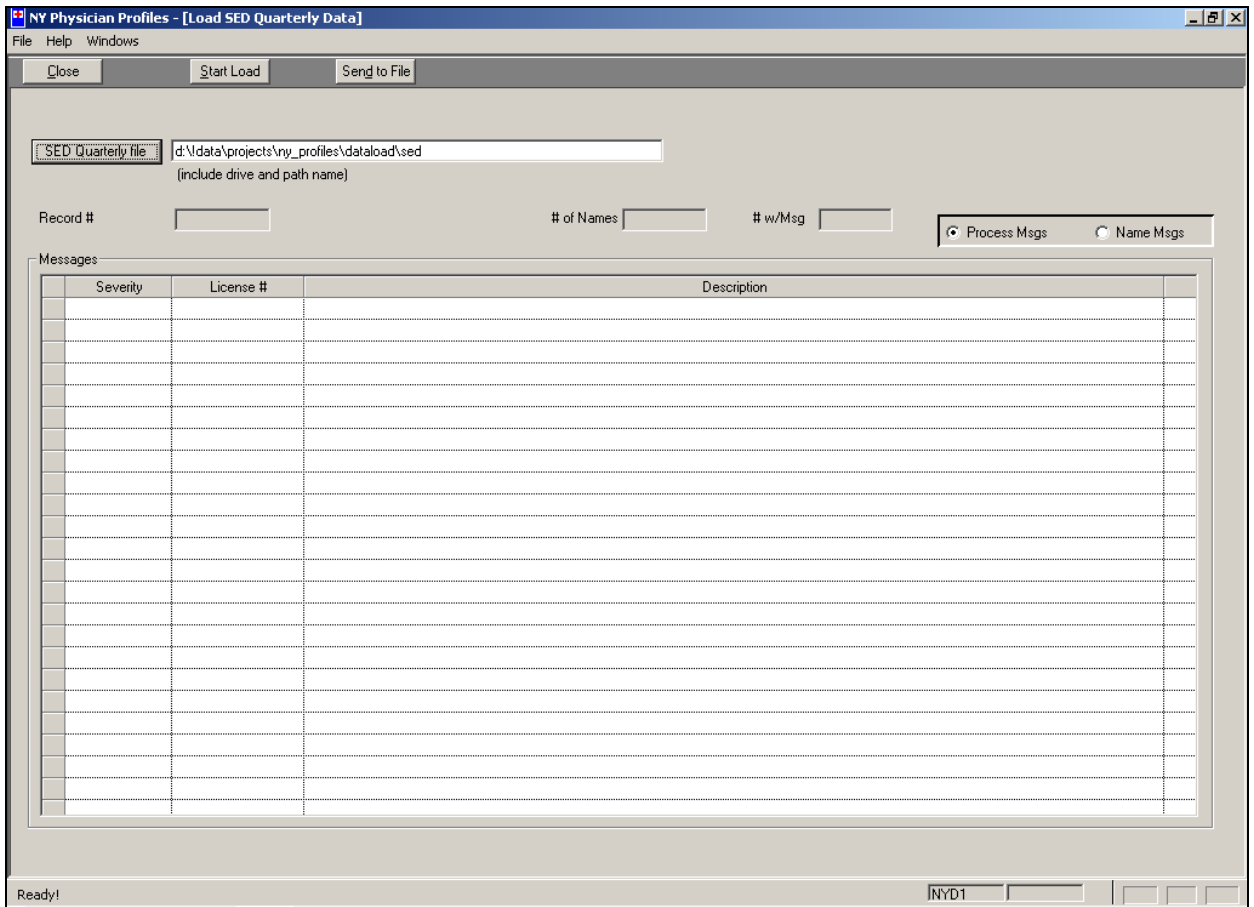 NY Physician Profiles - [Load SED Quarterly Data]
File Help Windows
Close Start Load Send to File
SED Quarterly file d:\!data\projects\ny_profiles\dataload\sed
(include drive and path name)
Record # # of Names # w/Msg Process Msgs Name Msgs
Messages
Severity License # Description
Ready! NYD1